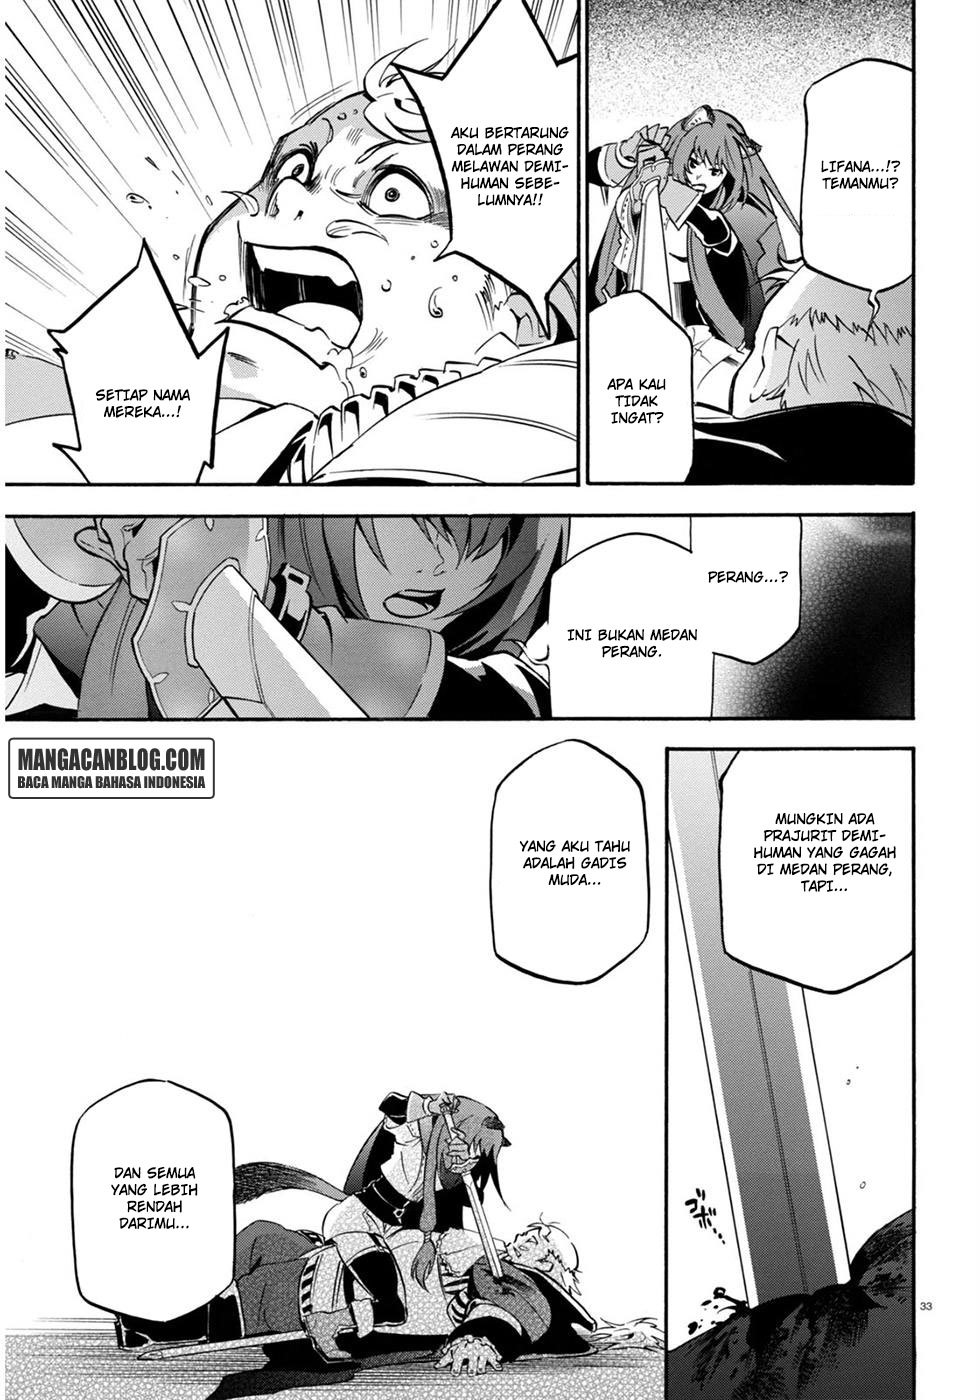 LIFANA...!?
TEMANMU?
APA KAU
TIDAK
INGAT?
AKU BERTARUNG
DALAM PERANG
MELAWAN DEMI-
HUMAN SEBE-
LUMNYA!!
SETIAP NAMA
MEREKA...!
PERANG...?
INI BUKAN MEDAN
PERANG.
MANGACANBLOG.COM
BACA MANGA BAHASA INDONESIA
MUNGKIN ADA
PRAJURIT DEMI-
HUMAN YANG GAGAH
DI MEDAN PERANG,
TAPI...
YANG AKU TAHU
ADALAH GADIS
MUDA...
DAN SEMUA
YANG LEBIH
RENDAH
DARIMU...
33